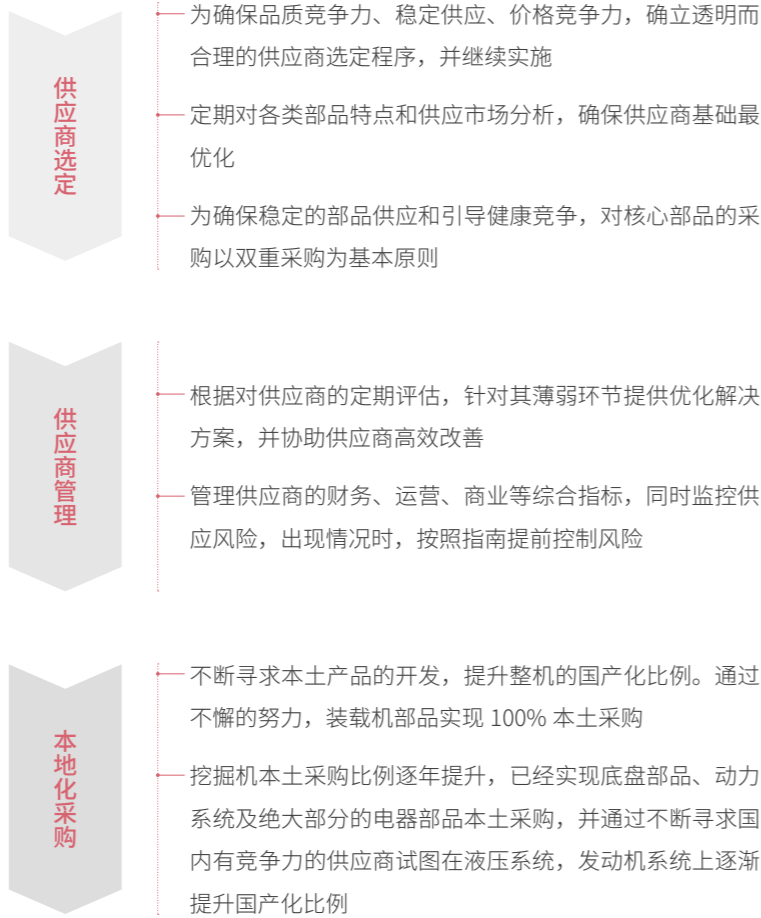 供应商选定
为确保品质竞争力、稳定供应、价格竞争力，确立透明而
合理的供应商选定程序，并继续实施
定期对各类部品特点和供应市场分析，确保供应商基础最
优化
为确保稳定的部品供应和引导健康竞争，对核心部品的采
购以双重采购为基本原则
供应商管理
根据对供应商的定期评估，针对其薄弱环节提供优化解决
方案，并协助供应商高效改善
管理供应商的财务、运营、商业等综合指标，同时监控供
应风险，出现情况时，按照指南提前控制风险
本地化采购
不断寻求本土产品的开发，提升整机的国产化比例。通过
不懈的努力，装载机部品实现 100% 本土采购
挖掘机本土采购比例逐年提升，已经实现底盘部品、动力
系统及绝大部分的电器部品本土采购，并通过不断寻求国
内有竞争力的供应商试图在液压系统，发动机系统上逐渐
提升国产化比例